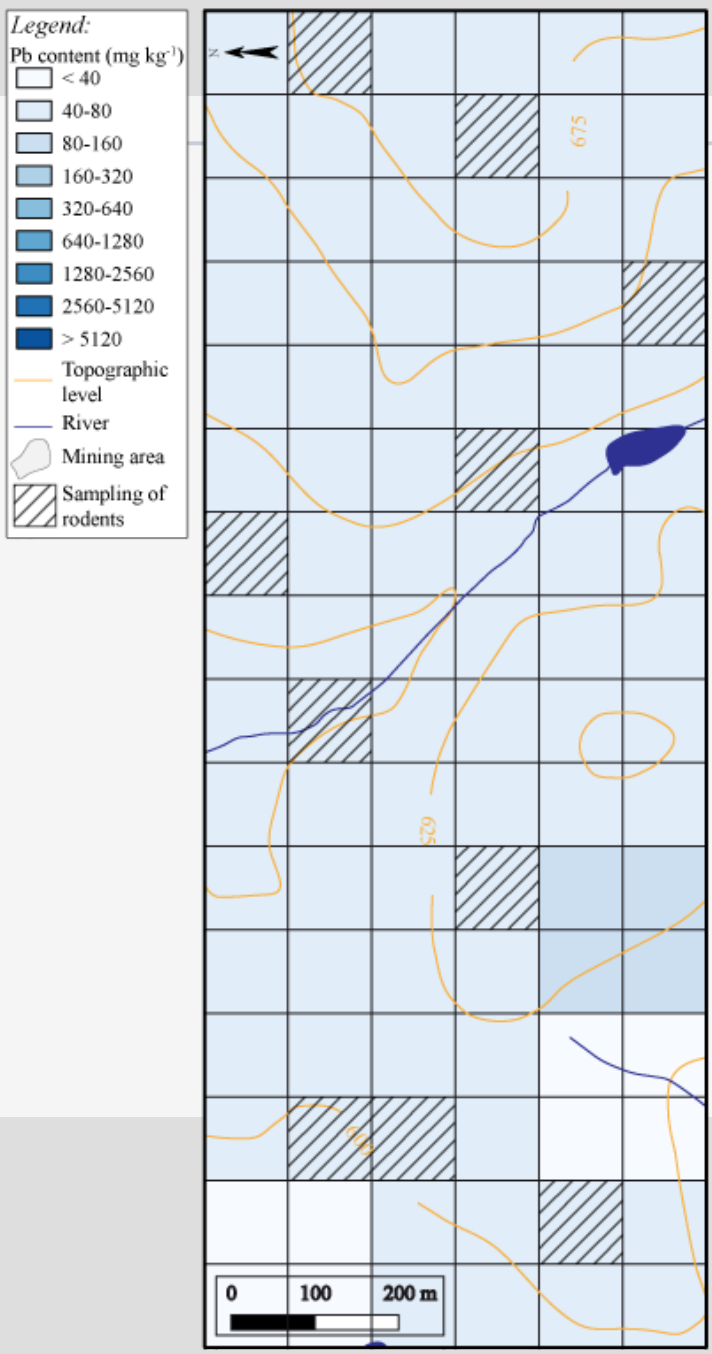 Legend:
Pb content (mg kg⁻¹)
< 40
40-80
80-160
160-320
320-640
640-1280
1280-2560
2560-5120
> 5120
Topographic
level
River
Mining area
Sampling of
rodents
N
675
625
600
0 100 200 m